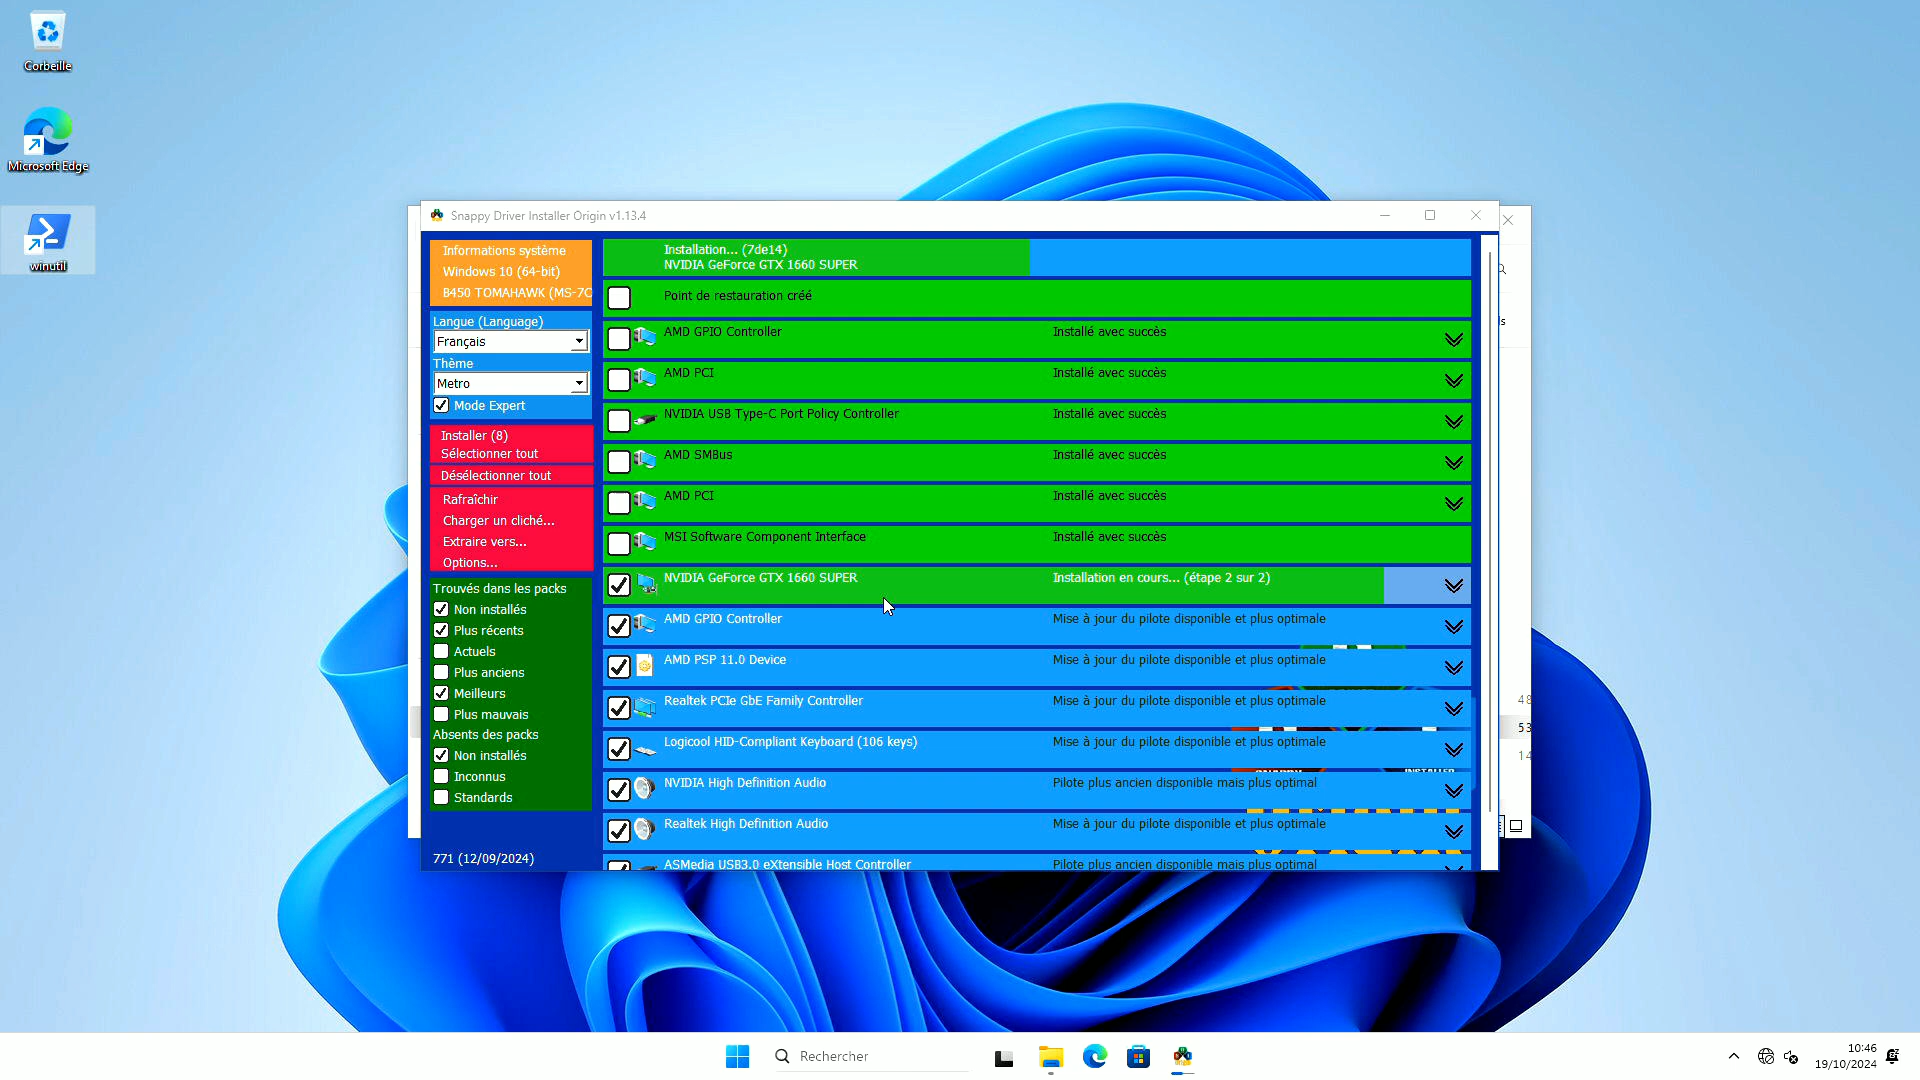 Corbeille
Microsoft Edge
winutil
Snappy Driver Installer Origin v1.13.4
Informations système
Windows 10 (64-bit)
B450 TOMAHAWK (MS-7C
Langue (Language)
Français
Thème
Metro
Mode Expert
Installer (8)
Sélectionner tout
Désélectionner tout
Rafraîchir
Charger un cliché...
Extraire vers...
Options...
Trouvés dans les packs
Non installés
Plus récents
Actuels
Plus anciens
Meilleurs
Plus mauvais
Absents des packs
Non installés
Inconnus
Standards
771 (12/09/2024)
Installation... (7de14)
NVIDIA GeForce GTX 1660 SUPER
Point de restauration créé
AMD GPIO Controller Installé avec succès
AMD PCI Installé avec succès
NVIDIA USB Type-C Port Policy Controller Installé avec succès
AMD SMBus Installé avec succès
AMD PCI Installé avec succès
MSI Software Component Interface Installé avec succès
NVIDIA GeForce GTX 1660 SUPER Installation en cours... (étape 2 sur 2)
AMD GPIO Controller Mise à jour du pilote disponible et plus optimale
AMD PSP 11.0 Device Mise à jour du pilote disponible et plus optimale
Realtek PCIe GbE Family Controller Mise à jour du pilote disponible et plus optimale
Logicool HID-Compliant Keyboard (106 keys) Mise à jour du pilote disponible et plus optimale
NVIDIA High Definition Audio Pilote plus ancien disponible mais plus optimal
Realtek High Definition Audio Mise à jour du pilote disponible et plus optimale
ASMedia USB3.0 eXtensible Host Controller Pilote plus ancien disponible mais plus optimal
ls
48
53
14
Rechercher
10:46
19/10/2024